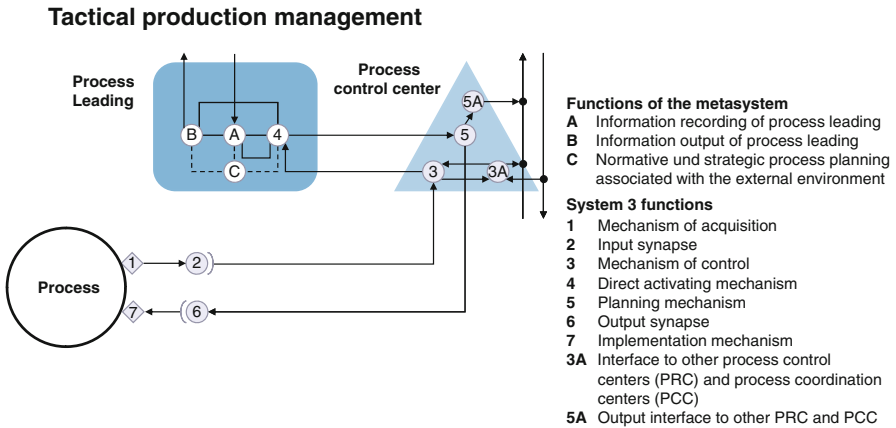 Tactical production management
Process
Leading
Process
control center
5A
B
A
4
5
C
3
3A
1
2
Process
7
6
Functions of the metasystem
A Information recording of process leading
B Information output of process leading
C Normative und strategic process planning
associated with the external environment
System 3 functions
1 Mechanism of acquisition
2 Input synapse
3 Mechanism of control
4 Direct activating mechanism
5 Planning mechanism
6 Output synapse
7 Implementation mechanism
3A Interface to other process control
centers (PRC) and process coordination
centers (PCC)
5A Output interface to other PRC and PCC